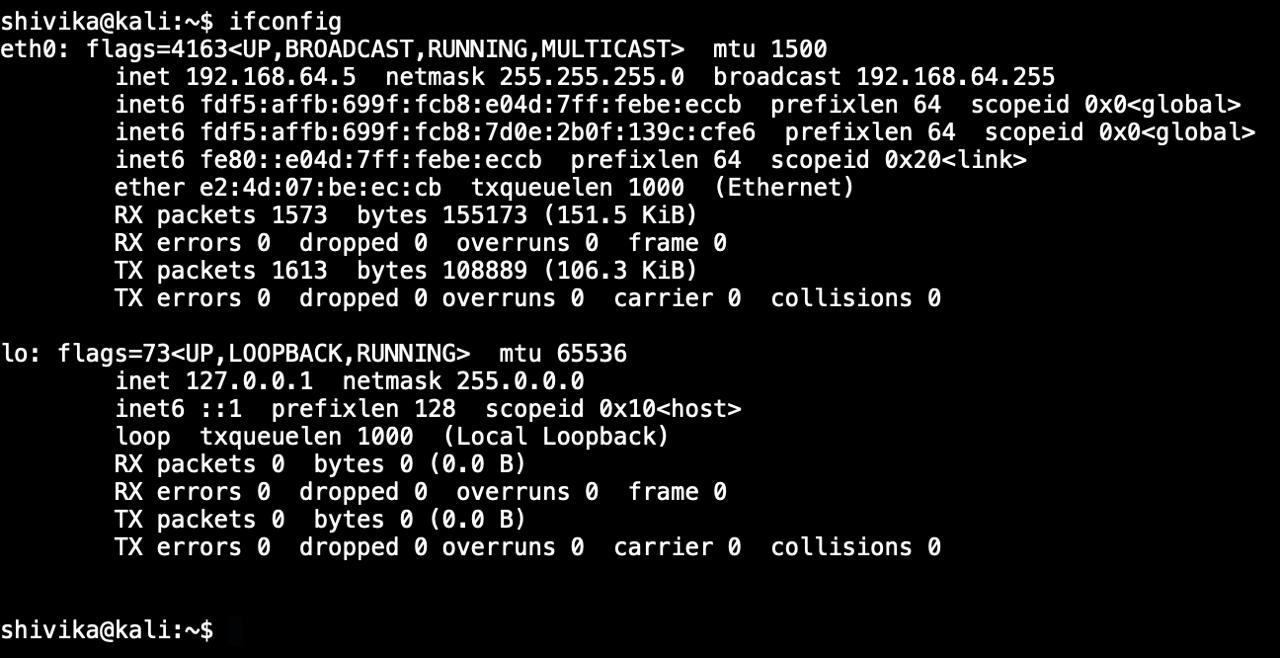 shivika@kali:~$ ifconfig
eth0: flags=4163<UP,BROADCAST,RUNNING,MULTICAST>  mtu 1500
        inet 192.168.64.5  netmask 255.255.255.0  broadcast 192.168.64.255
        inet6 fdf5:affb:699f:fcb8:e04d:7ff:febe:eccb  prefixlen 64  scopeid 0x0<global>
        inet6 fdf5:affb:699f:fcb8:7d0e:2b0f:139c:cfe6  prefixlen 64  scopeid 0x0<global>
        inet6 fe80::e04d:7ff:febe:eccb  prefixlen 64  scopeid 0x20<link>
        ether e2:4d:07:be:ec:cb  txqueuelen 1000  (Ethernet)
        RX packets 1573  bytes 155173 (151.5 KiB)
        RX errors 0  dropped 0  overruns 0  frame 0
        TX packets 1613  bytes 108889 (106.3 KiB)
        TX errors 0  dropped 0 overruns 0  carrier 0  collisions 0

lo: flags=73<UP,LOOPBACK,RUNNING>  mtu 65536
        inet 127.0.0.1  netmask 255.0.0.0
        inet6 ::1  prefixlen 128  scopeid 0x10<host>
        loop  txqueuelen 1000  (Local Loopback)
        RX packets 0  bytes 0 (0.0 B)
        RX errors 0  dropped 0  overruns 0  frame 0
        TX packets 0  bytes 0 (0.0 B)
        TX errors 0  dropped 0 overruns 0  carrier 0  collisions 0

shivika@kali:~$